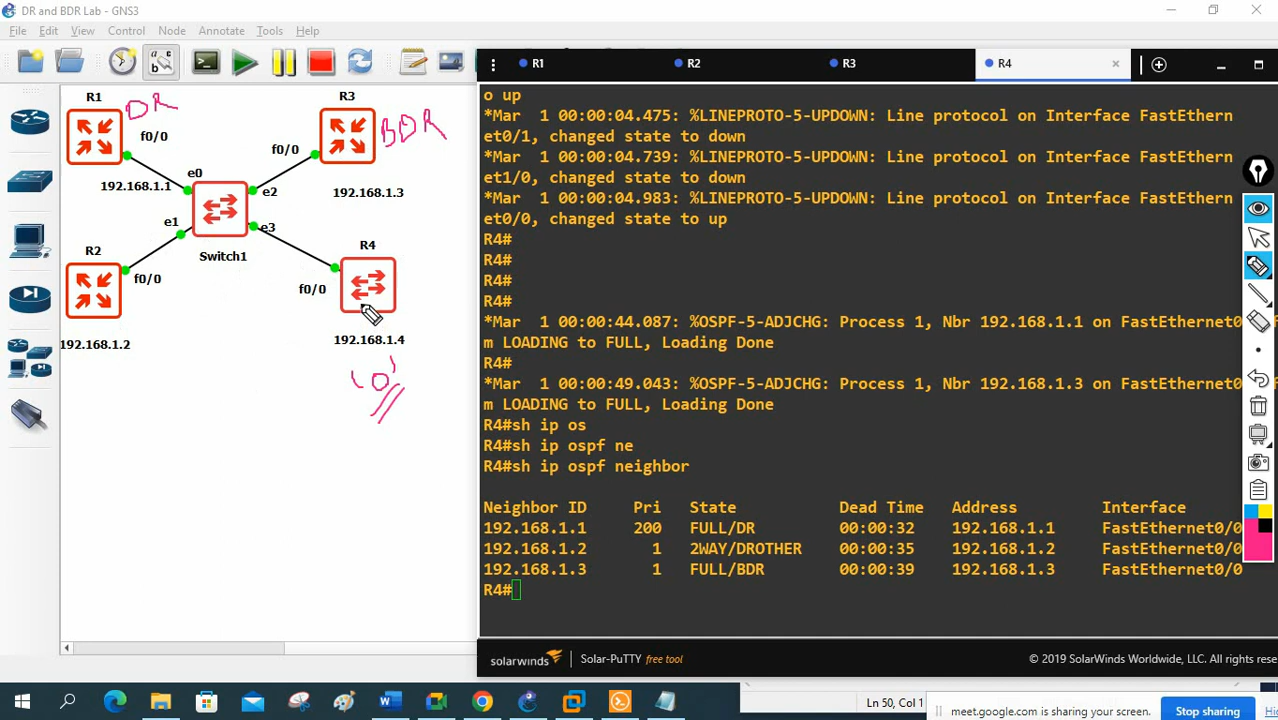 DR and BDR Lab - GNS3
File Edit View Control Node Annotate Tools Help
R1 R2 R3 R4
R1
DR
f0/0
192.168.1.1
e0
R3
BDR
f0/0
192.168.1.3
e2
e1
e3
Switch1
R2
f0/0
192.168.1.2
R4
f0/0
192.168.1.4
o up
*Mar 1 00:00:04.475: %LINEPROTO-5-UPDOWN: Line protocol on Interface FastEthern
et0/1, changed state to down
*Mar 1 00:00:04.739: %LINEPROTO-5-UPDOWN: Line protocol on Interface FastEthern
et1/0, changed state to down
*Mar 1 00:00:04.983: %LINEPROTO-5-UPDOWN: Line protocol on Interface FastEthern
et0/0, changed state to up
R4#
R4#
R4#
R4#
*Mar 1 00:00:44.087: %OSPF-5-ADJCHG: Process 1, Nbr 192.168.1.1 on FastEthernet0
m LOADING to FULL, Loading Done
R4#
*Mar 1 00:00:49.043: %OSPF-5-ADJCHG: Process 1, Nbr 192.168.1.3 on FastEthernet0
m LOADING to FULL, Loading Done
R4#sh ip os
R4#sh ip ospf ne
R4#sh ip ospf neighbor
Neighbor ID Pri State Dead Time Address Interface
192.168.1.1 200 FULL/DR 00:00:32 192.168.1.1 FastEthernet0/0
192.168.1.2 1 2WAY/DROTHER 00:00:35 192.168.1.2 FastEthernet0/0
192.168.1.3 1 FULL/BDR 00:00:39 192.168.1.3 FastEthernet0/0
R4#
solarwinds Solar-PuTTY free tool © 2019 SolarWinds Worldwide, LLC. All rights reserved.
Ln 50, Col 1
meet.google.com is sharing your screen. Stop sharing Hi